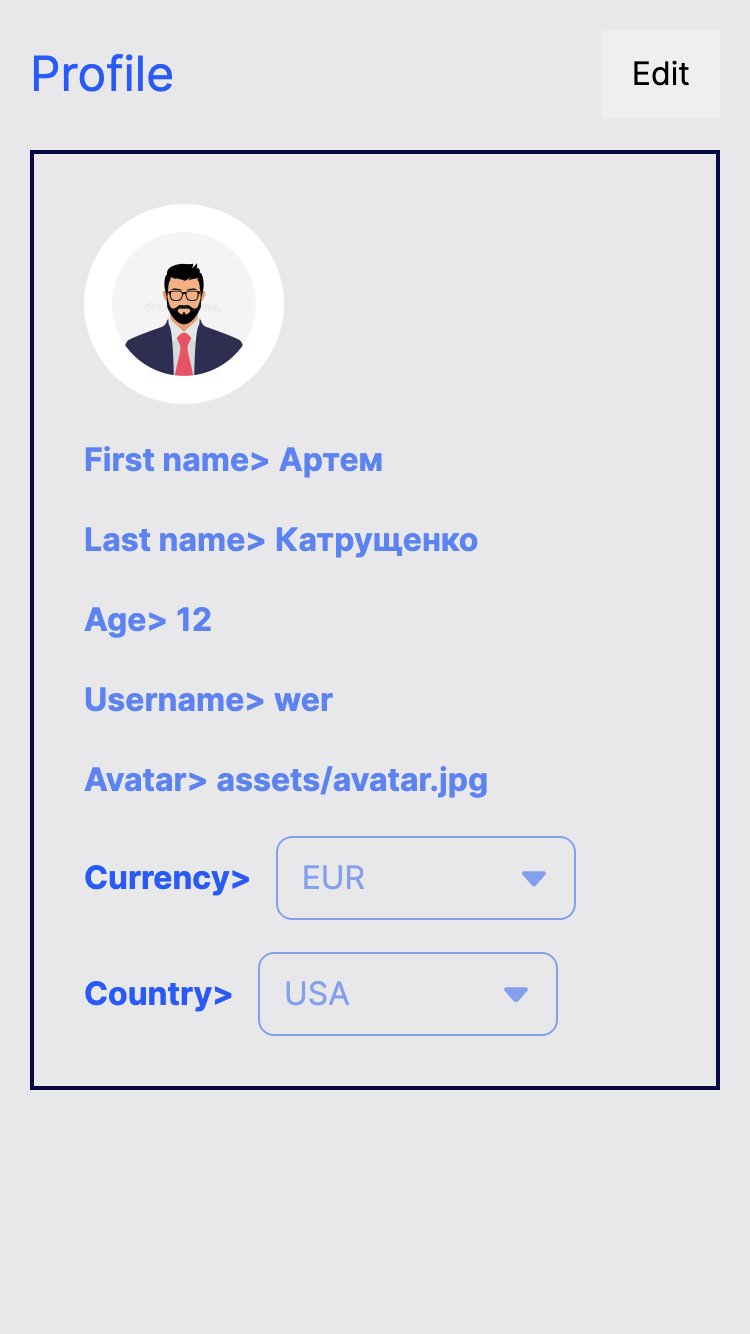 Profile
Edit
First name> Артем
Last name> Катрущенко
Age> 12
Username> wer
Avatar> assets/avatar.jpg
Currency> EUR
Country> USA